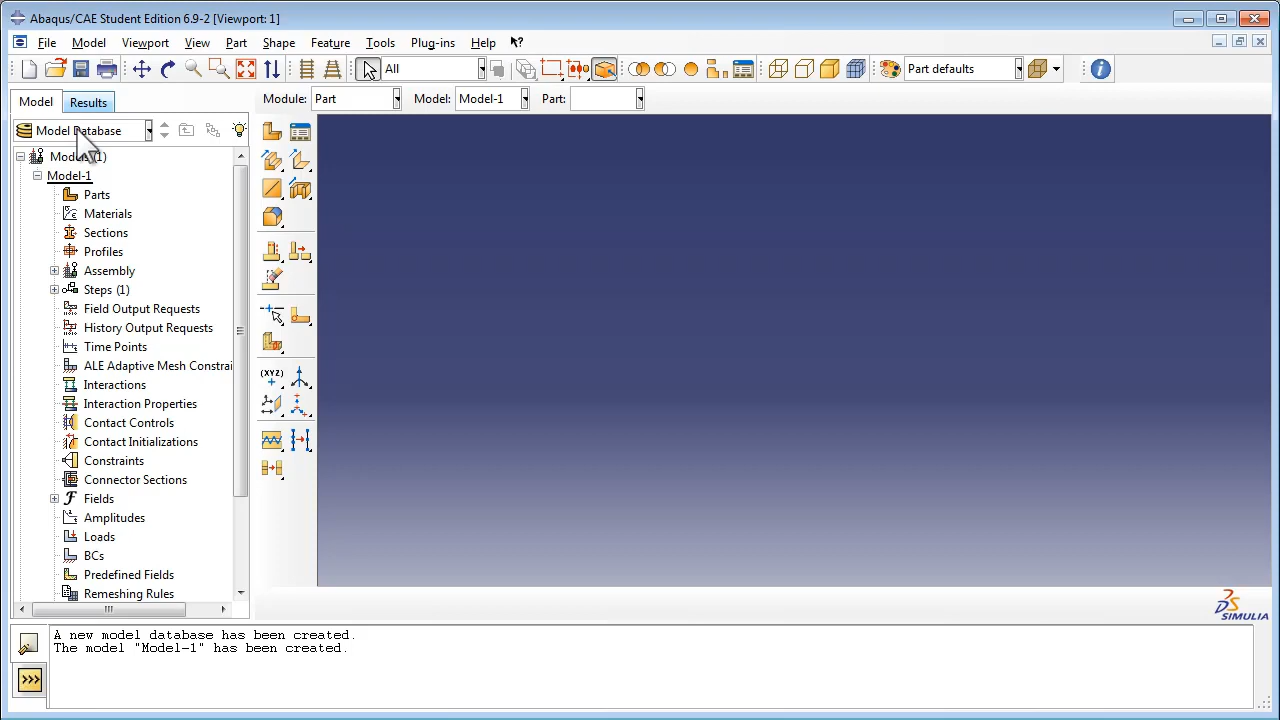 Abaqus/CAE Student Edition 6.9-2 [Viewport: 1]
File Model Viewport View Part Shape Feature Tools Plug-ins Help
All
Part defaults
Model Results
Module: Part Model: Model-1 Part:
Model Database
(1)
Model-1
Parts
Materials
Sections
Profiles
Assembly
Steps (1)
Field Output Requests
History Output Requests
Time Points
ALE Adaptive Mesh Constrai
Interactions
Interaction Properties
Contact Controls
Contact Initializations
Constraints
Connector Sections
Fields
Amplitudes
Loads
BCs
Predefined Fields
Remeshing Rules
(XYZ)
SIMULIA
A new model database has been created.
The model "Model-1" has been created.